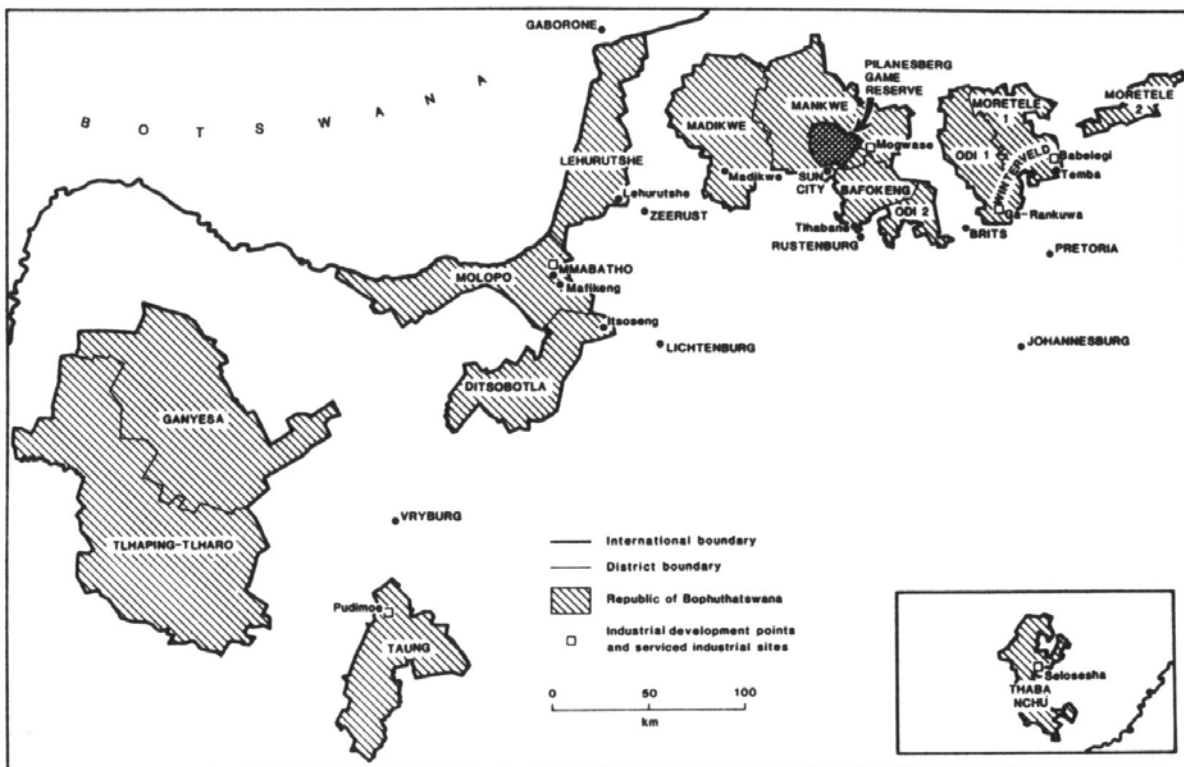 GABORONE
BOTSWANA
PILANESBERG
GAME
RESERVE
MORETELE
2
MORETELE
1
MANKWE
MADIKWE
Mogwase
ODI 1
WINTERVELD
Babelegi
LEHURUTSHE
Madikwe
SUN
CITY
Temba
BAFOKENG
Lehurutshe
ZEERUST
ODI 2
Ga-Rankuwa
Tlhabane
BRITS
RUSTENBURG
PRETORIA
MMABATHO
MOLOPO
Mafikeng
Itsoseng
LICHTENBURG
JOHANNESBURG
DITSOBOTLA
GANYESA
VRYBURG
TLHAPING-TLHARO
International boundary
District boundary
Republic of Bophuthatswana
Industrial development points
and serviced industrial sites
Pudimoe
TAUNG
0 50 100
km
Selosesha
THABA
NCHU